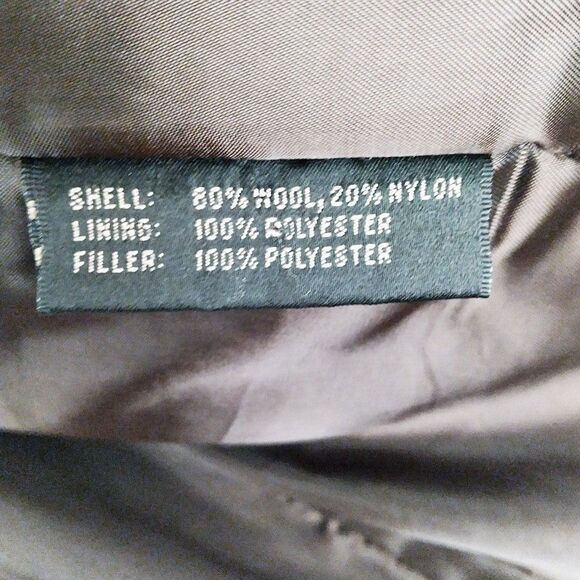 SHELL: 80% WOOL, 20% NYLON
LINING: 100% POLYESTER
FILLER: 100% POLYESTER